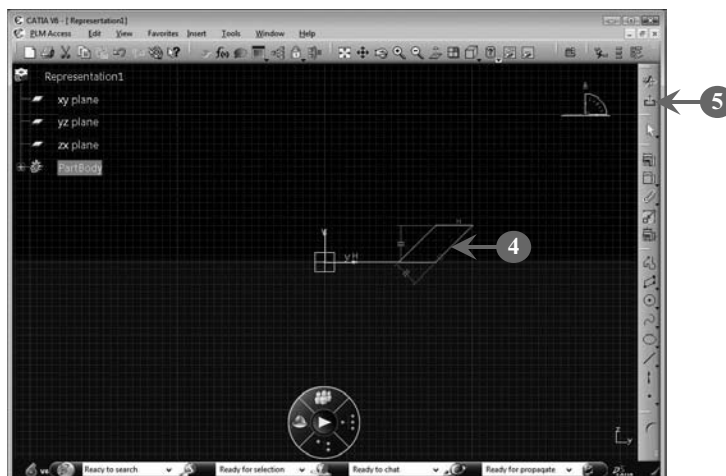 CATIA V6 - [ Representation1]
PLM Access Edit View Favorites Insert Tools Window Help
Representation1
xy plane
yz plane
zx plane
PartBody
5
H
V
4
V H
Z
y
V6 Ready to search Ready for selection Ready to chat Ready for propagate